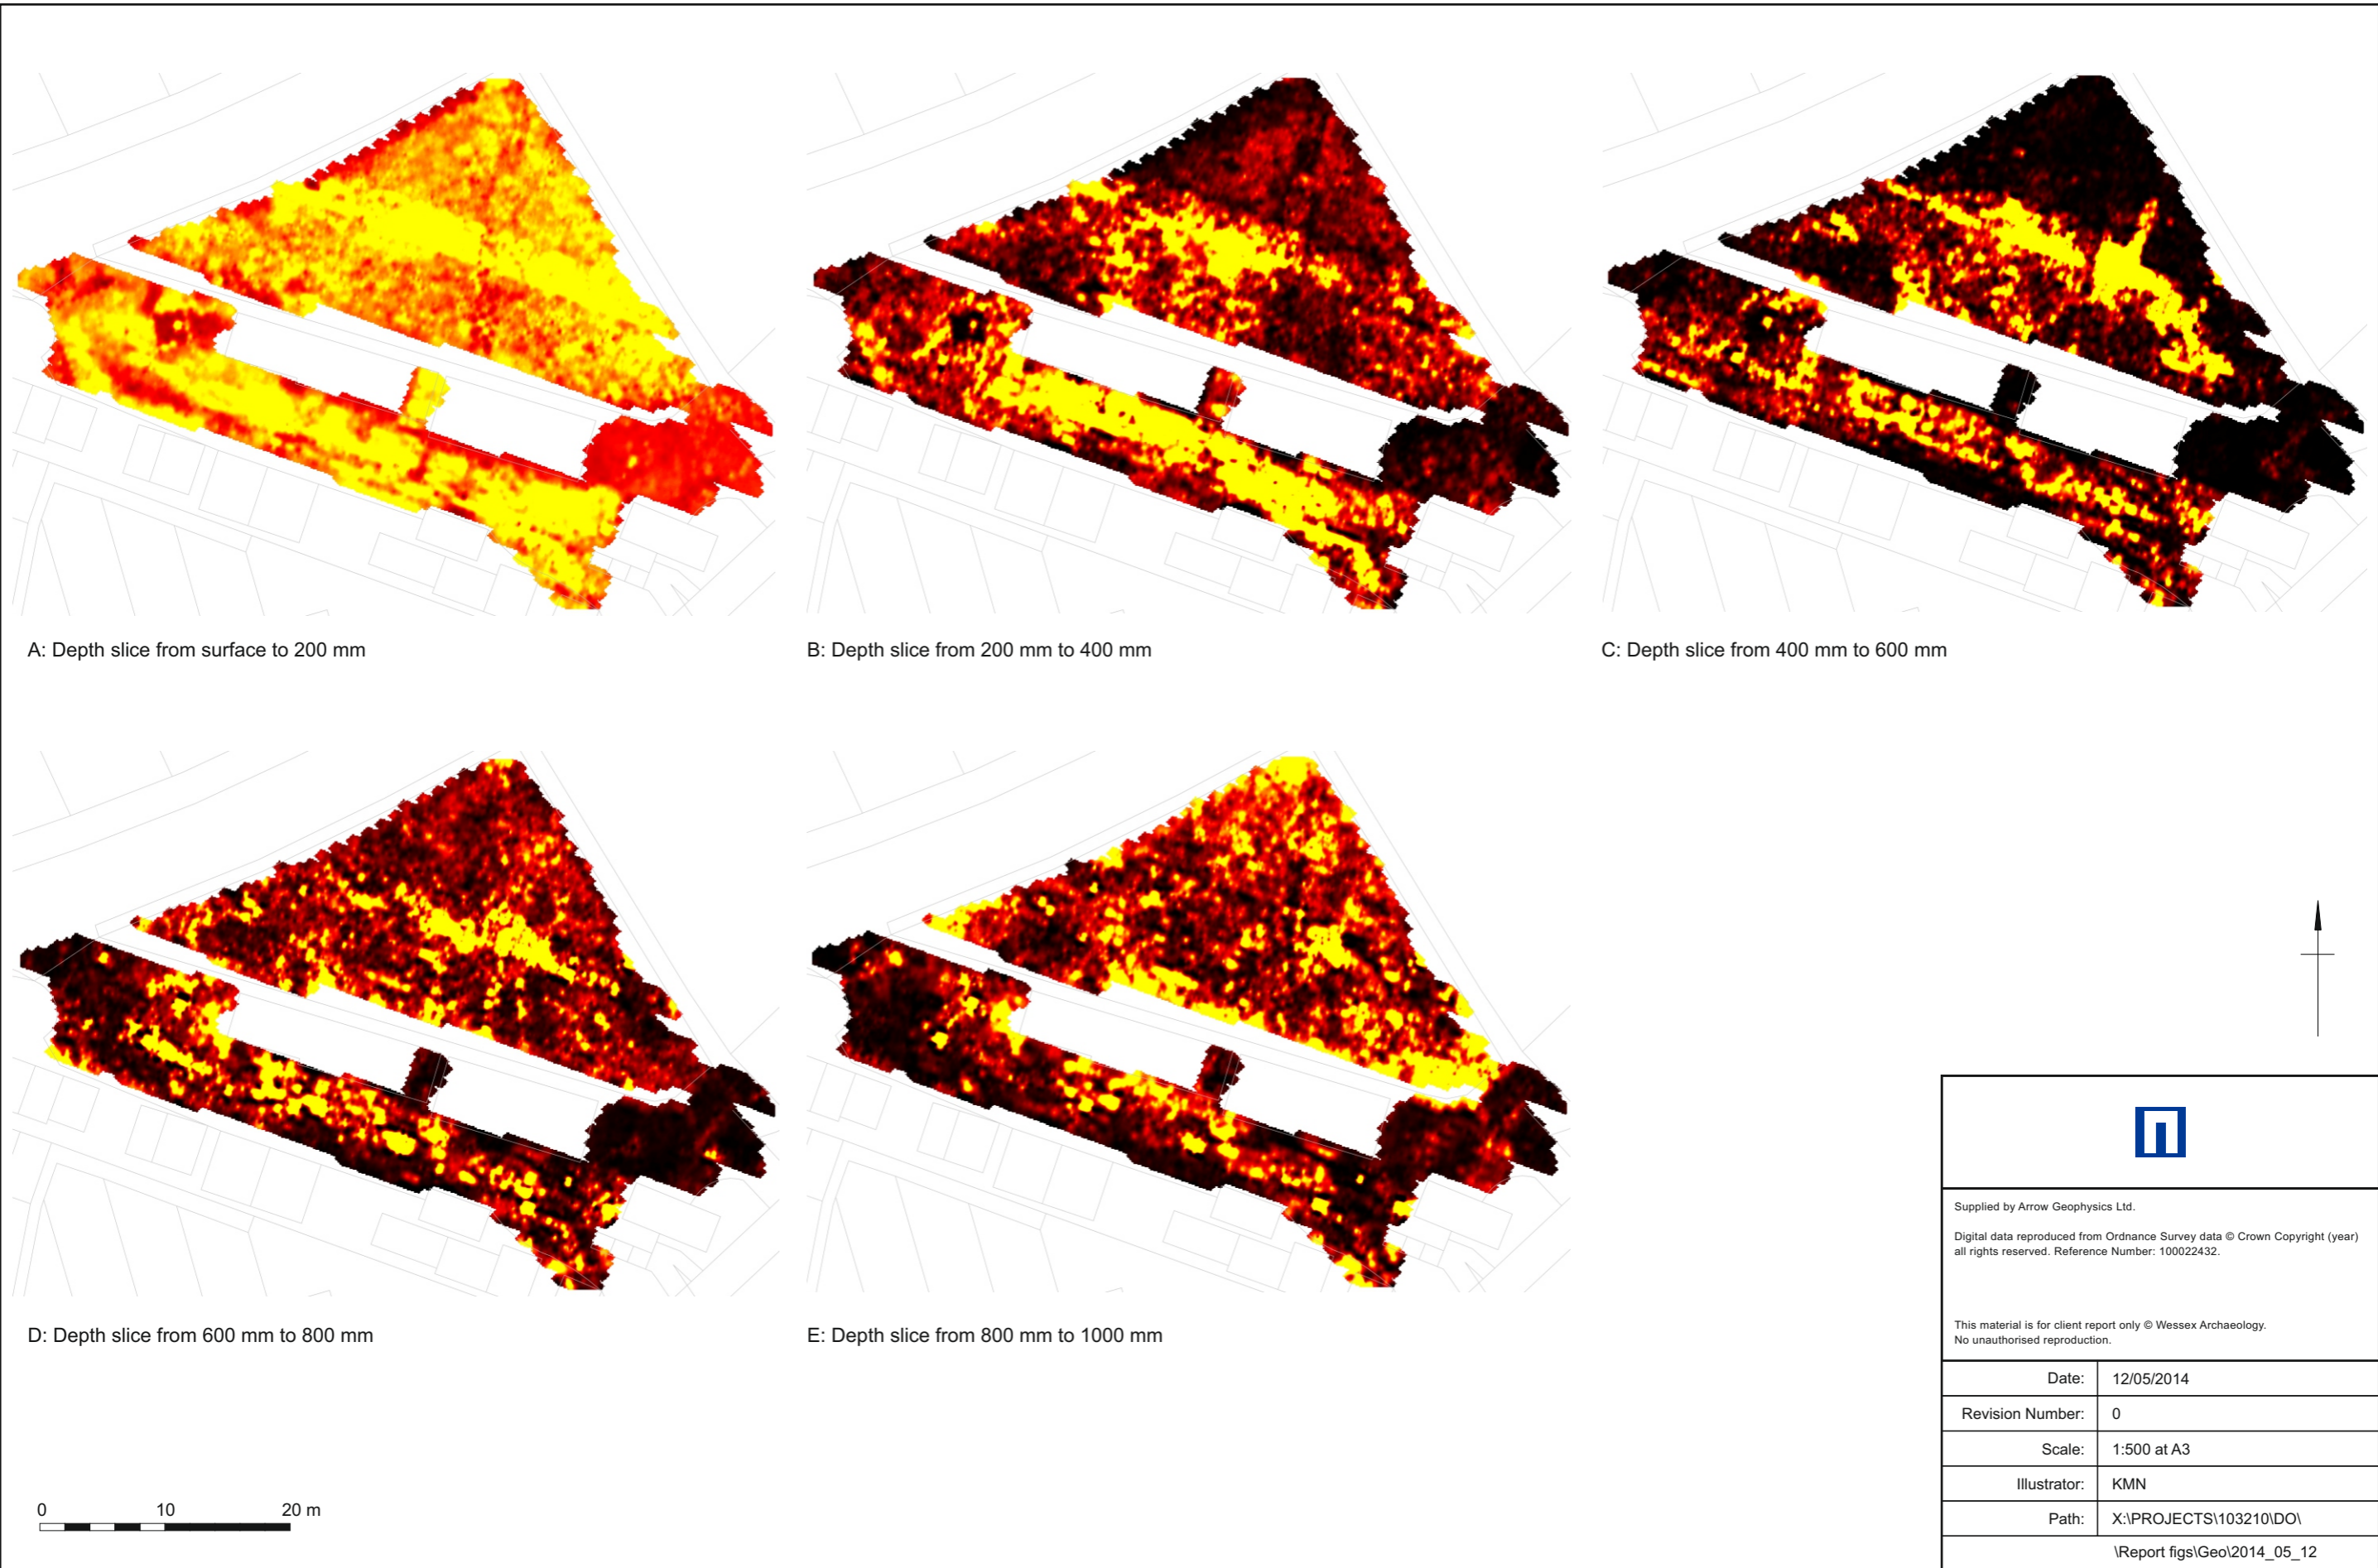 A: Depth slice from surface to 200 mm
B: Depth slice from 200 mm to 400 mm
C: Depth slice from 400 mm to 600 mm
D: Depth slice from 600 mm to 800 mm
E: Depth slice from 800 mm to 1000 mm
0 10 20 m
Supplied by Arrow Geophysics Ltd.
Digital data reproduced from Ordnance Survey data © Crown Copyright (year)
all rights reserved. Reference Number: 100022432.
This material is for client report only © Wessex Archaeology.
No unauthorised reproduction.
Date: 12/05/2014
Revision Number: 0
Scale: 1:500 at A3
Illustrator: KMN
Path: X:\PROJECTS\103210\DO\
\Report figs\Geo\2014_05_12